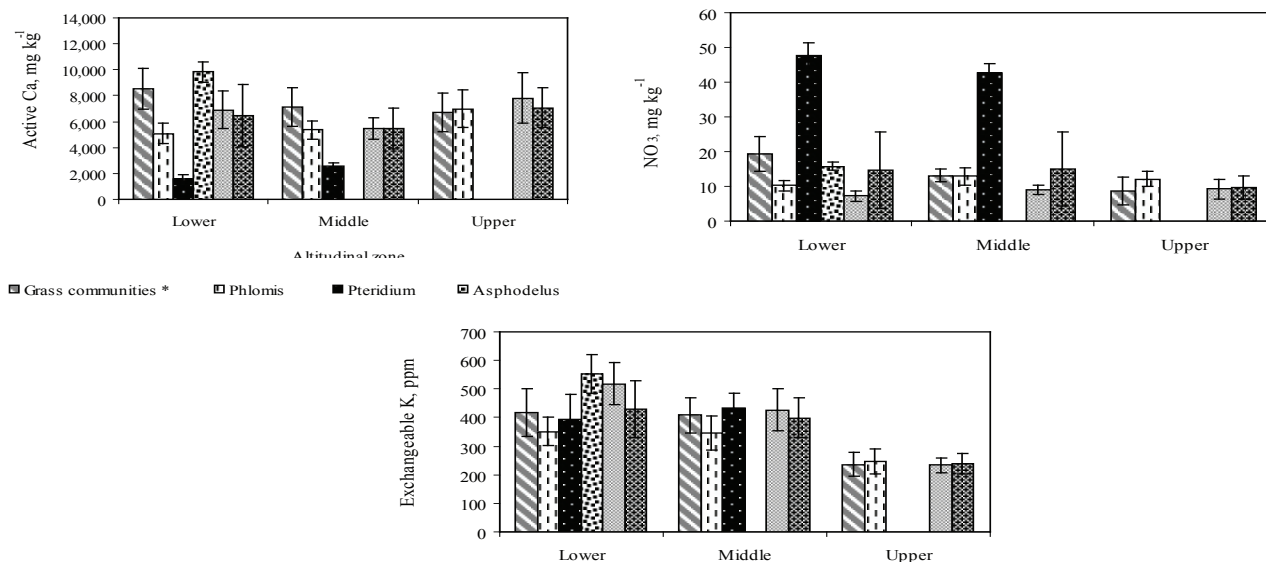 Active Ca, mg kg-1
14,000
12,000
10,000
8,000
6,000
4,000
2,000
0
Lower Middle Upper
Altitudinal zone
NO3, mg kg-1
60
50
40
30
20
10
0
Lower Middle Upper
Grass communities * Phlomis Pteridium Asphodelus
Exchangeable K, ppm
700
600
500
400
300
200
100
0
Lower Middle Upper